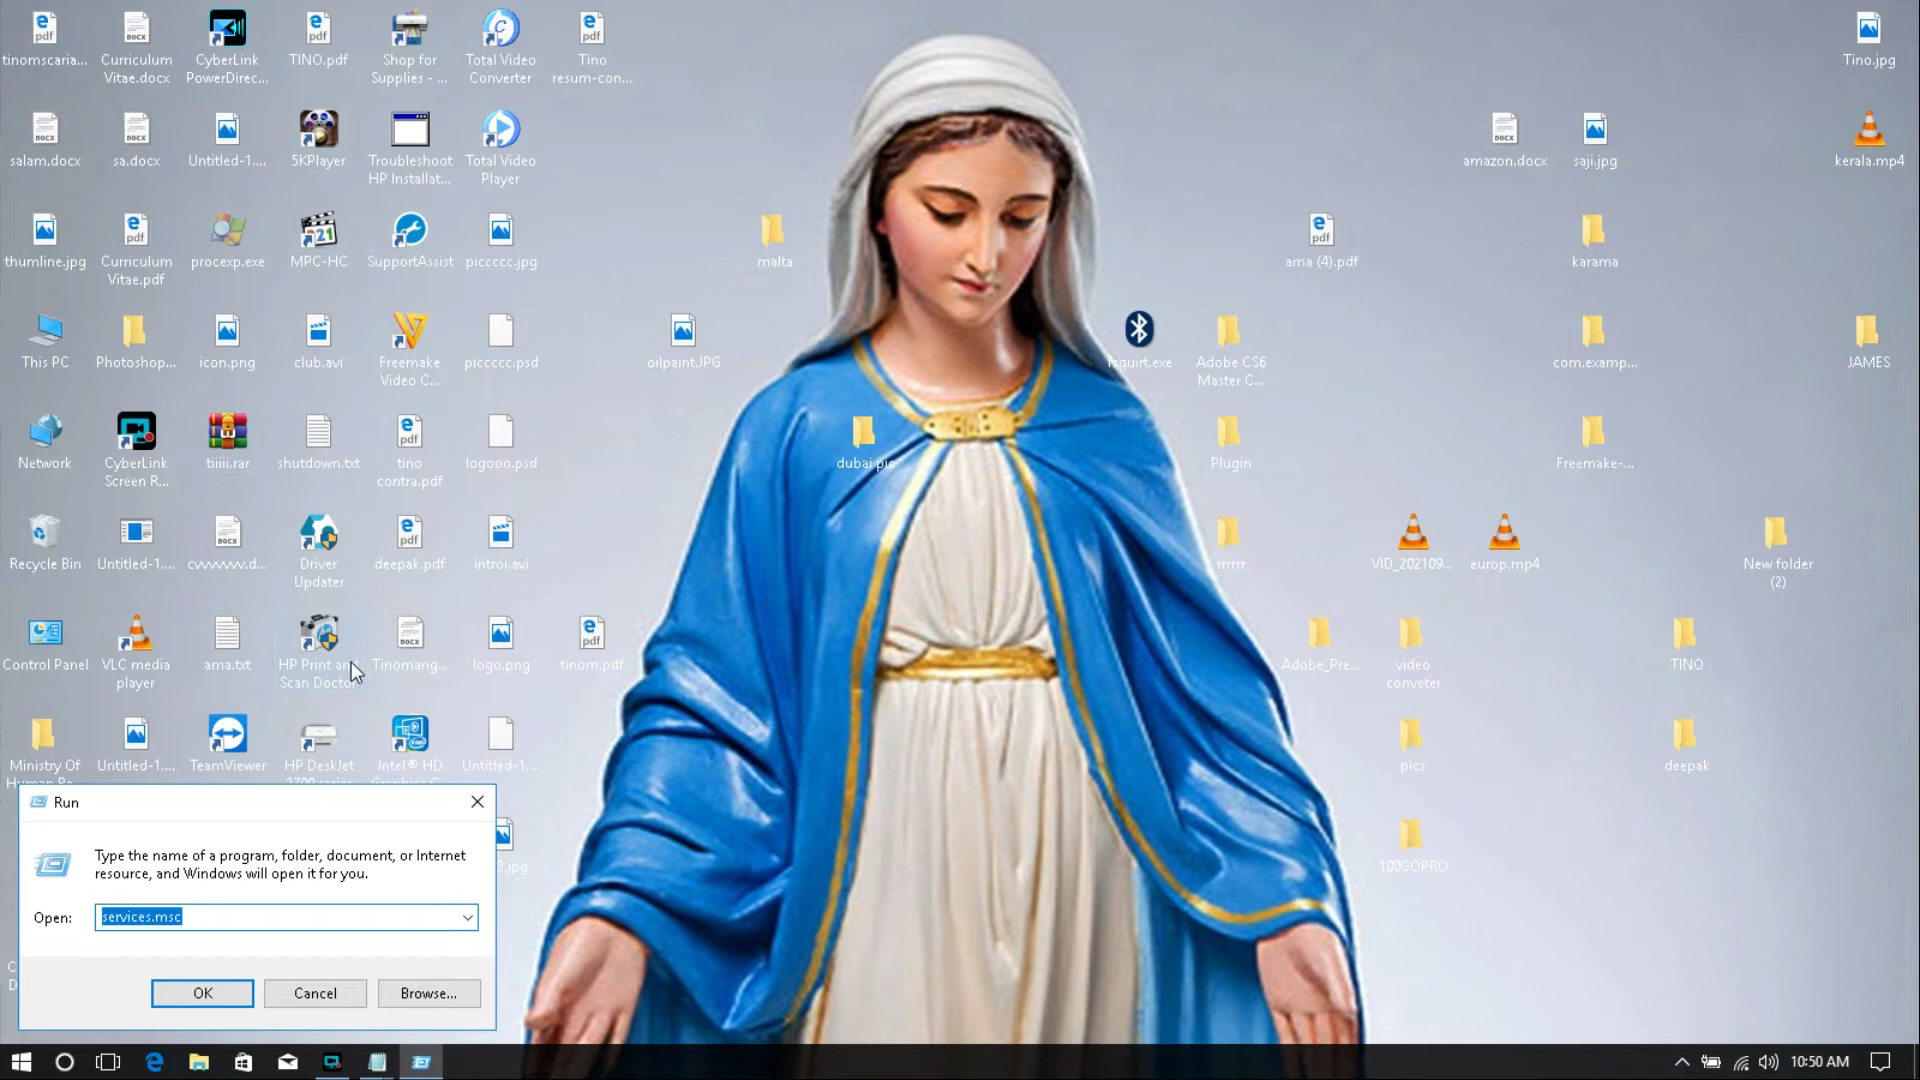 tinomscaria...
Curriculum
Vitae.docx
CyberLink
PowerDirec...
TINO.pdf
Shop for
Supplies - ...
Total Video
Converter
Tino
resum-con...
Tino.jpg
salam.docx
sa.docx
Untitled-1....
5KPlayer
Troubleshoot
HP Installat...
Total Video
Player
amazon.docx
saji.jpg
kerala.mp4
thumline.jpg
Curriculum
Vitae.pdf
procexp.exe
MPC-HC
SupportAssist
piccccc.jpg
malta
ama (4).pdf
karama
This PC
Photoshop...
icon.png
club.avi
Freemake
Video C...
piccccc.psd
oilpaint.JPG
fsquirt.exe
Adobe CS6
Master C...
com.examp...
JAMES
Network
CyberLink
Screen R...
tiiiii.rar
shutdown.txt
tino
contra.pdf
logooo.psd
dubai pic
Plugin
Freemake-...
Recycle Bin
Untitled-1....
Driver
Updater
deepak.pdf
introi.avi
rrrrrr
VID_202109...
europ.mp4
New folder
(2)
Control Panel
VLC media
player
ama.txt
HP Print and
Scan Doctor
Tinomang...
logo.png
tinom.pdf
Adobe_Pre...
video
conveter
TINO
Ministry Of
Human Re...
Untitled-1....
TeamViewer
HP DeskJet
2700 series
Intel® HD
Graphics C...
Untitled-1....
pics
deepak
100GOPRO
Run
Type the name of a program, folder, document, or Internet
resource, and Windows will open it for you.
Open: services.msc
OK
Cancel
Browse...
10:50 AM